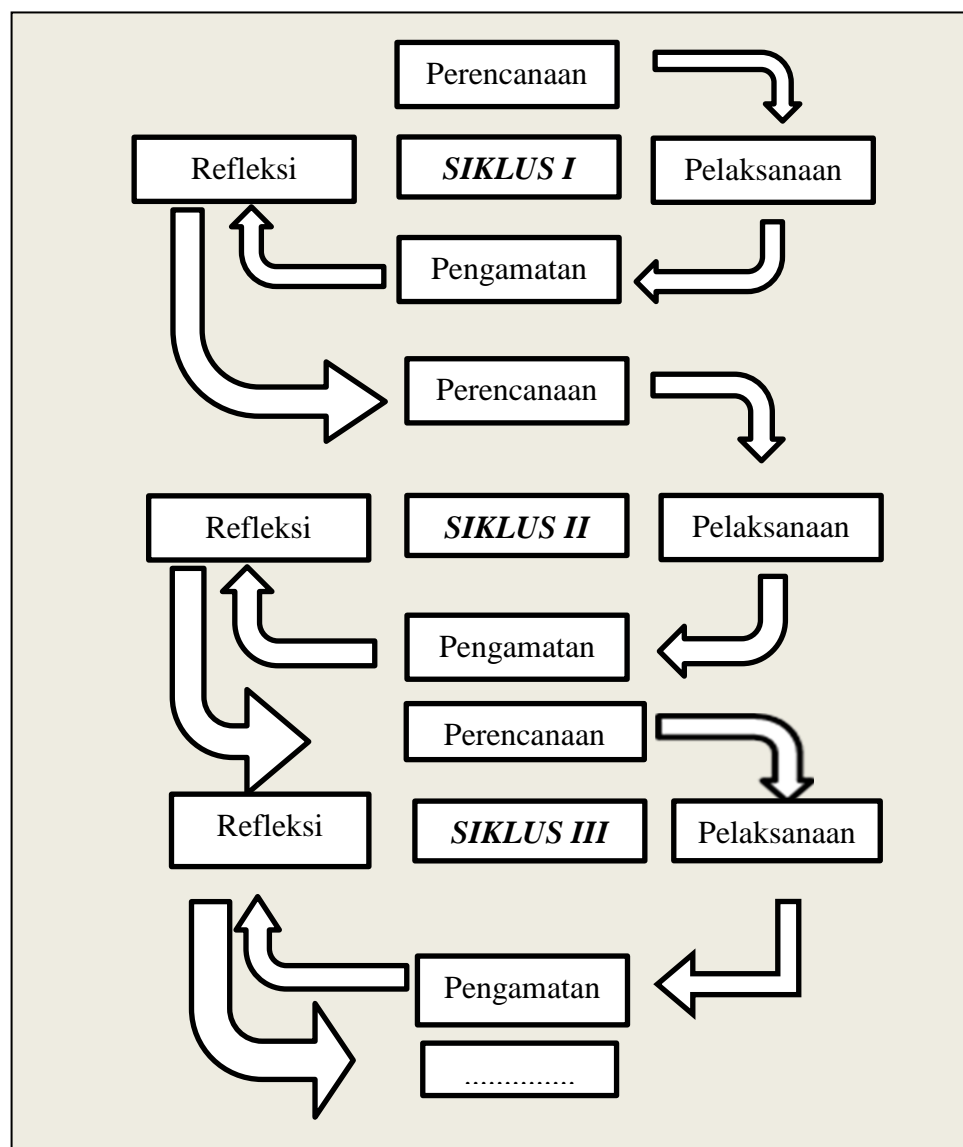 Perencanaan
Refleksi
SIKLUS I
Pelaksanaan
Pengamatan
Perencanaan
Refleksi
SIKLUS II
Pelaksanaan
Pengamatan
Perencanaan
Refleksi
SIKLUS III
Pelaksanaan
Pengamatan
..............